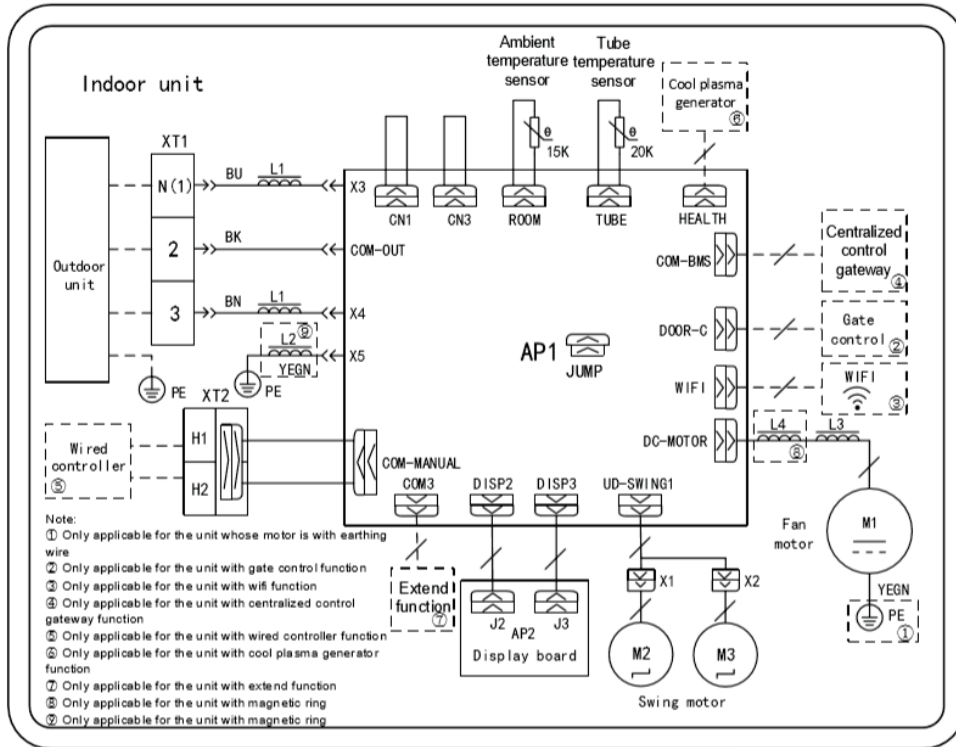 Indoor unit
Ambient
temperature
sensor
Tube
temperature
sensor
Cool plasma
generator
⑥
θ
15K
θ
20K
XT1
N(1)
BU
L1
X3
CN1
CN3
ROOM
TUBE
HEALTH
2
BK
COM-OUT
COM-BMS
Centralized
control
gateway
④
Outdoor
unit
3
BN
L1
X4
L2
⑨
YEGN
X5
PE
PE
AP1
JUMP
DOOR-C
Gate
control
②
WIFI
WIFI
③
XT2
H1
H2
Wired
controller
⑤
COM-MANUAL
DC-MOTOR
L4
⑧
L3
COM3
DISP2
DISP3
UD-SWING1
Extend
function
⑦
J2
J3
AP2
Display board
X1
X2
M2
M3
Swing motor
Fan
motor
M1
YEGN
PE
①
Note:
① Only applicable for the unit whose motor is with earthing
wire
② Only applicable for the unit with gate control function
③ Only applicable for the unit with wifi function
④ Only applicable for the unit with centralized control
gateway function
⑤ Only applicable for the unit with wired controller function
⑥ Only applicable for the unit with cool plasma generator
function
⑦ Only applicable for the unit with extend function
⑧ Only applicable for the unit with magnetic ring
⑨ Only applicable for the unit with magnetic ring